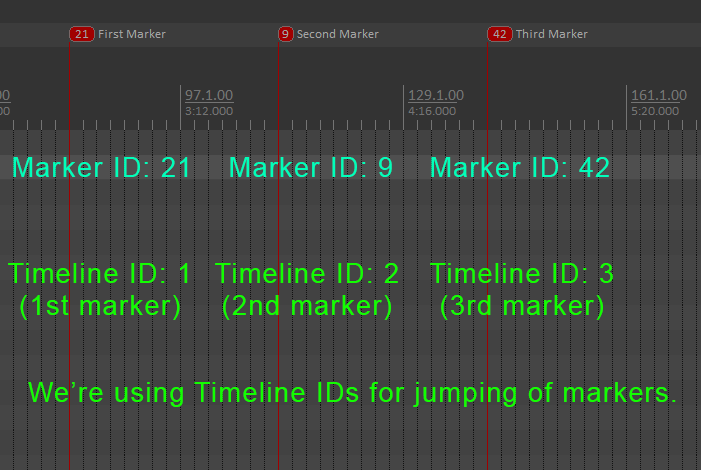 21 First Marker 9 Second Marker 42 Third Marker
97.1.00 129.1.00 161.1.00
3:12.000 4:16.000 5:20.000
Marker ID: 21 Marker ID: 9 Marker ID: 42
Timeline ID: 1 Timeline ID: 2 Timeline ID: 3
(1st marker) (2nd marker) (3rd marker)
We’re using Timeline IDs for jumping of markers.